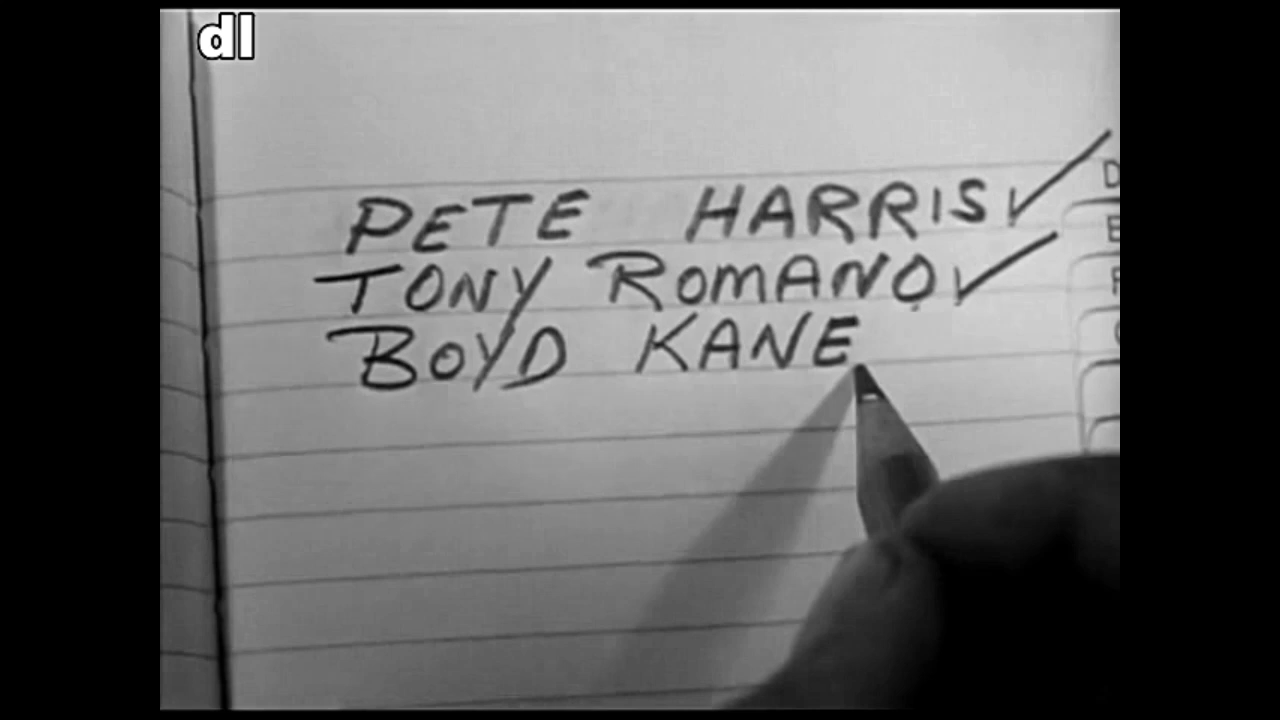 dl
PETE HARRIS ✓
TONY ROMANO ✓
BOYD KANE
D
E
F